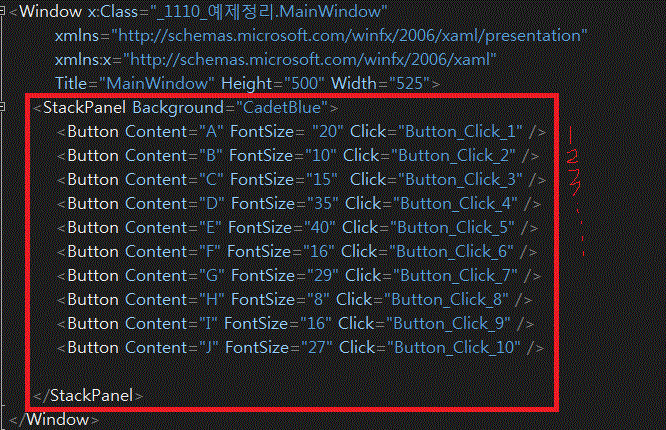 <Window x:Class="_1110_예제정리.MainWindow"
xmlns="http://schemas.microsoft.com/winfx/2006/xaml/presentation"
xmlns:x="http://schemas.microsoft.com/winfx/2006/xaml"
Title="MainWindow" Height="500" Width="525">
<StackPanel Background="CadetBlue">
<Button Content="A" FontSize= "20" Click="Button_Click_1" /> 1
<Button Content="B" FontSize="10" Click="Button_Click_2" /> 2
<Button Content="C" FontSize="15"  Click="Button_Click_3" /> 3
<Button Content="D" FontSize="35" Click="Button_Click_4" />
<Button Content="E" FontSize="40" Click="Button_Click_5" />
<Button Content="F" FontSize="16" Click="Button_Click_6" />
<Button Content="G" FontSize="29" Click="Button_Click_7" />
<Button Content="H" FontSize="8" Click="Button_Click_8" />
<Button Content="I" FontSize="16" Click="Button_Click_9" />
<Button Content="J" FontSize="27" Click="Button_Click_10" />
</StackPanel>
</Window>